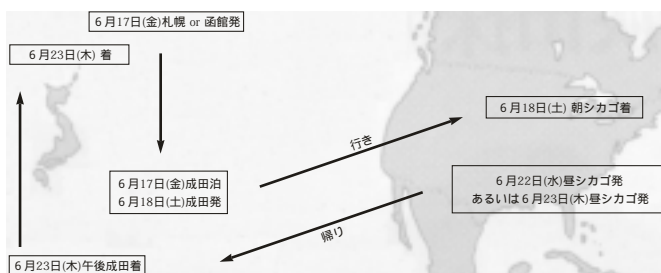 6月17日(金)札幌 or 函館発
6月23日(木) 着
6月18日(土) 朝シカゴ着
行き
6月17日(金)成田泊
6月18日(土)成田発
6月22日(水)昼シカゴ発
あるいは6月23日(木)昼シカゴ発
帰り
6月23日(木)午後成田着